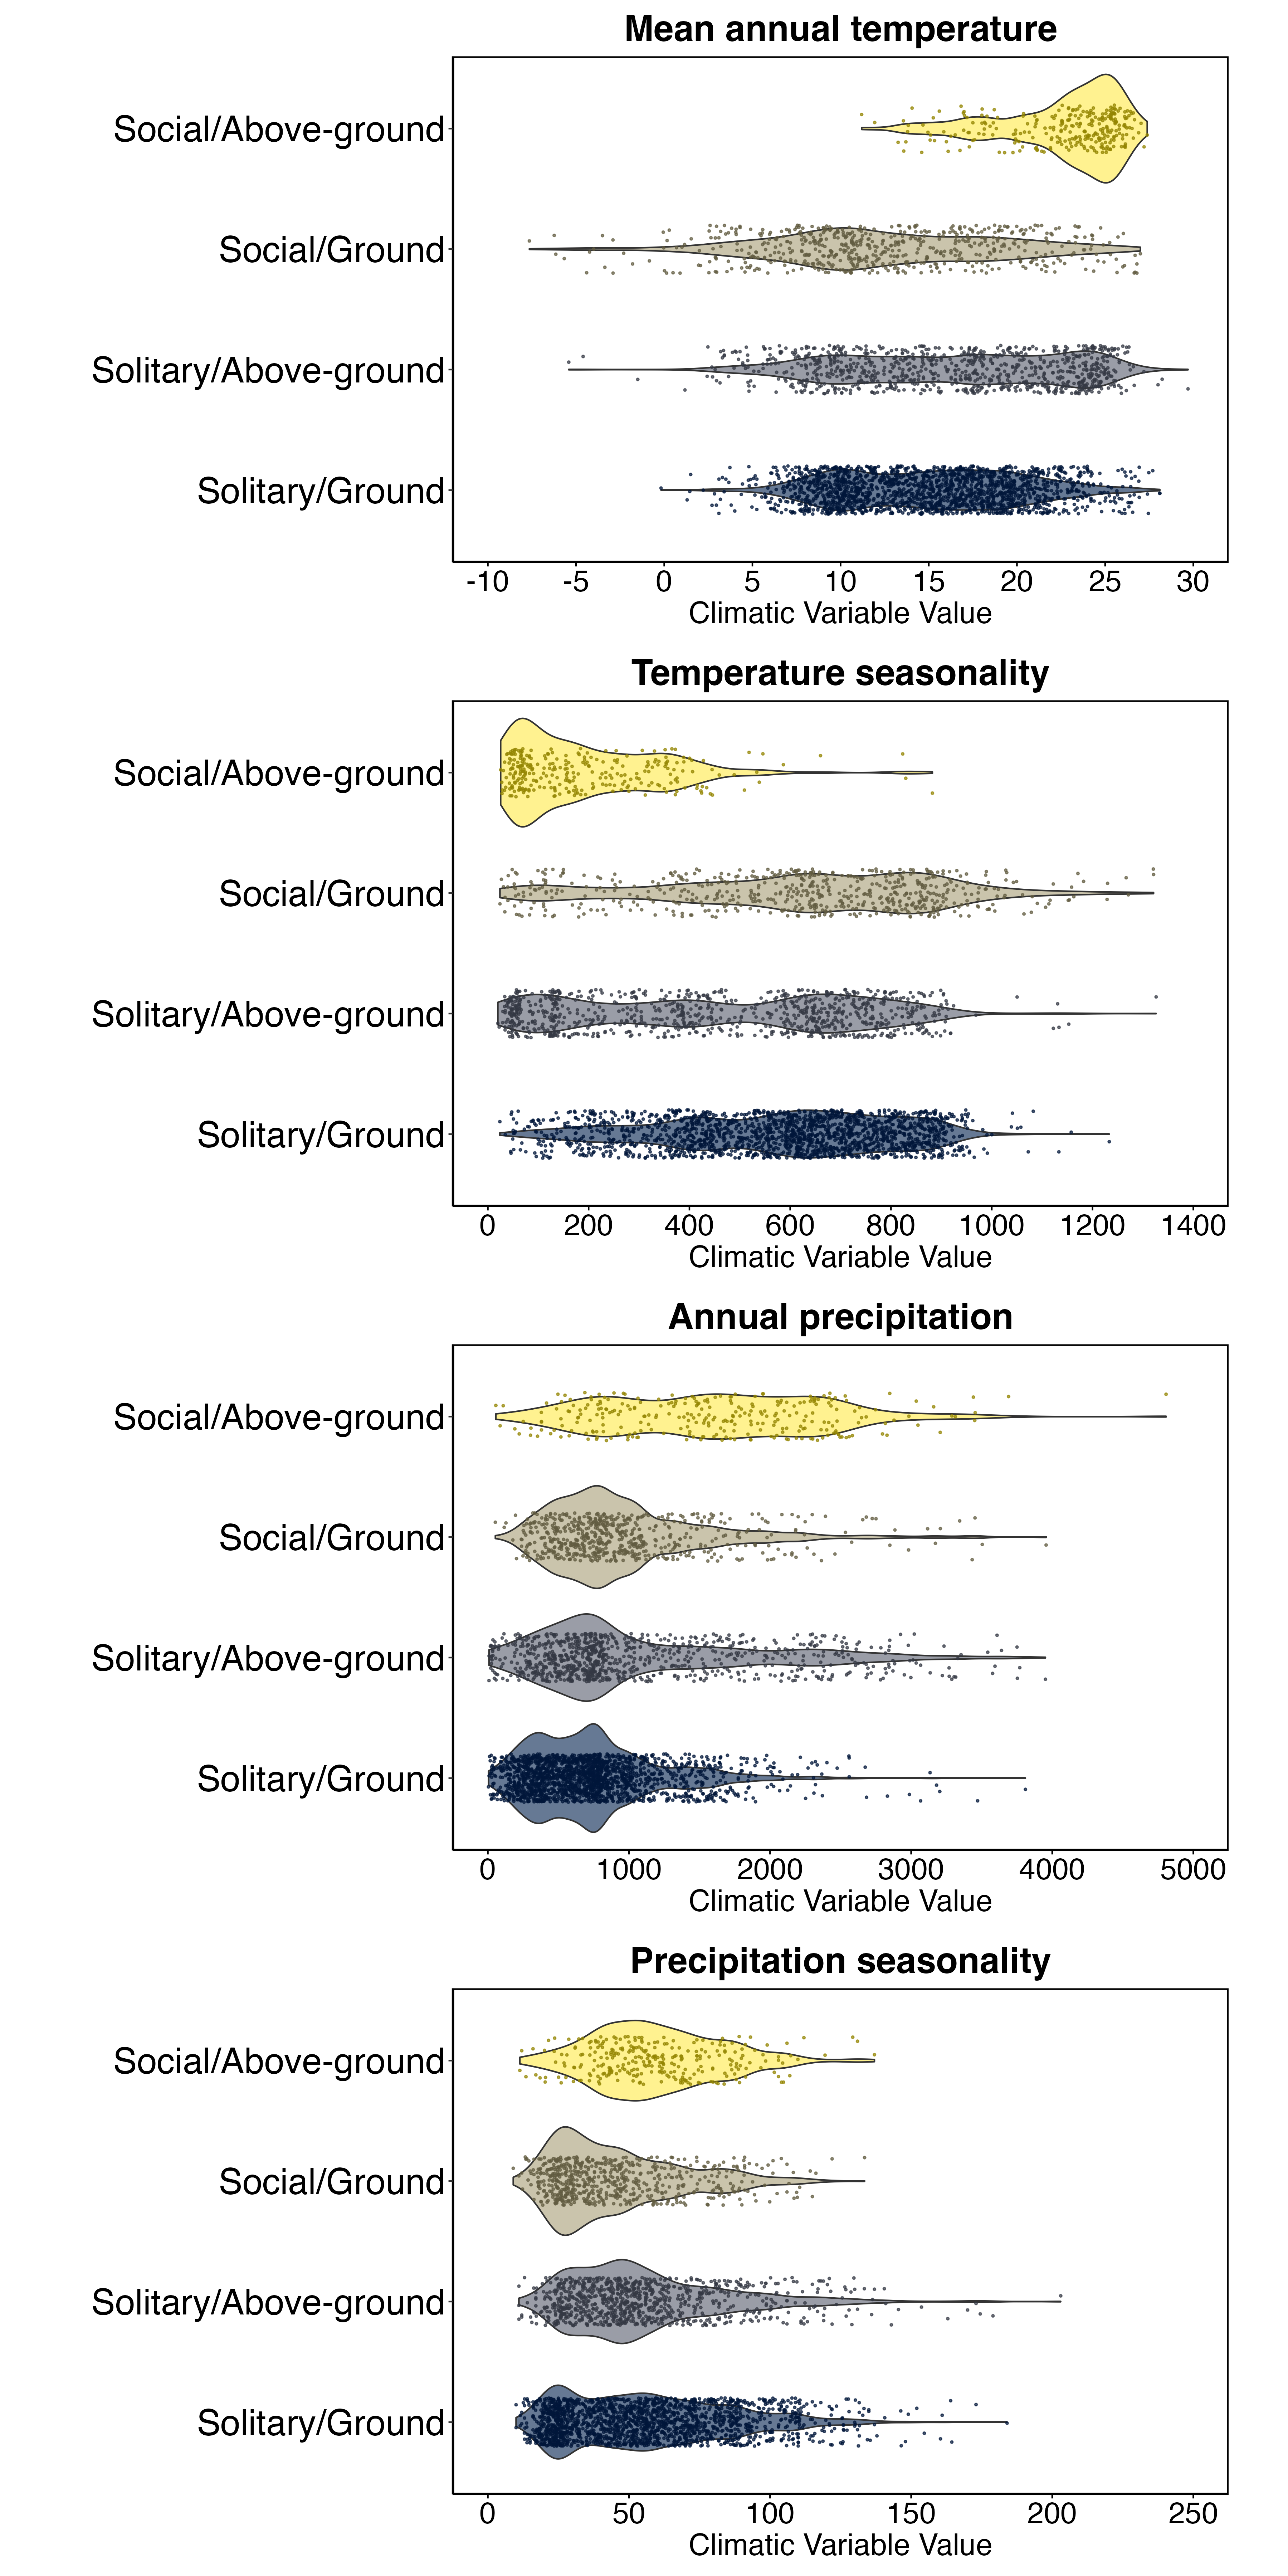 Mean annual temperature
Social/Above-ground
Social/Ground
Solitary/Above-ground
Solitary/Ground
-10 -5 0 5 10 15 20 25 30
Climatic Variable Value
Temperature seasonality
Social/Above-ground
Social/Ground
Solitary/Above-ground
Solitary/Ground
0 200 400 600 800 1000 1200 1400
Climatic Variable Value
Annual precipitation
Social/Above-ground
Social/Ground
Solitary/Above-ground
Solitary/Ground
0 1000 2000 3000 4000 5000
Climatic Variable Value
Precipitation seasonality
Social/Above-ground
Social/Ground
Solitary/Above-ground
Solitary/Ground
0 50 100 150 200 250
Climatic Variable Value